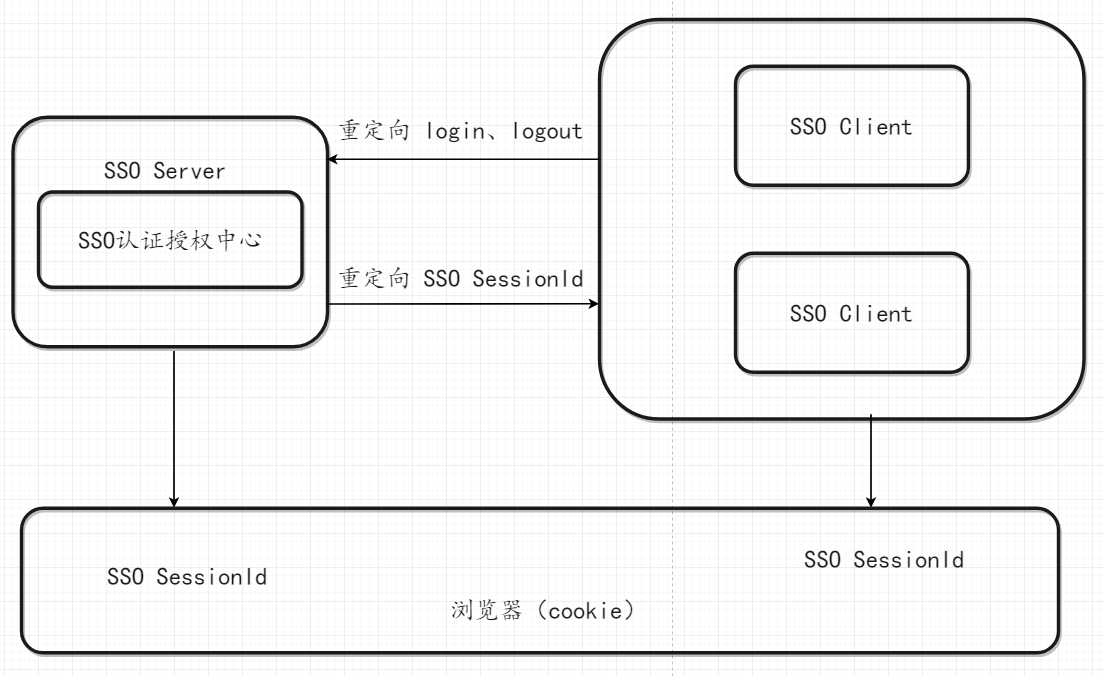 SSO Client
重定向 login、logout
SSO Server
SSO认证授权中心
重定向 SSO SessionId
SSO Client
SSO SessionId
SSO SessionId
浏览器（cookie）